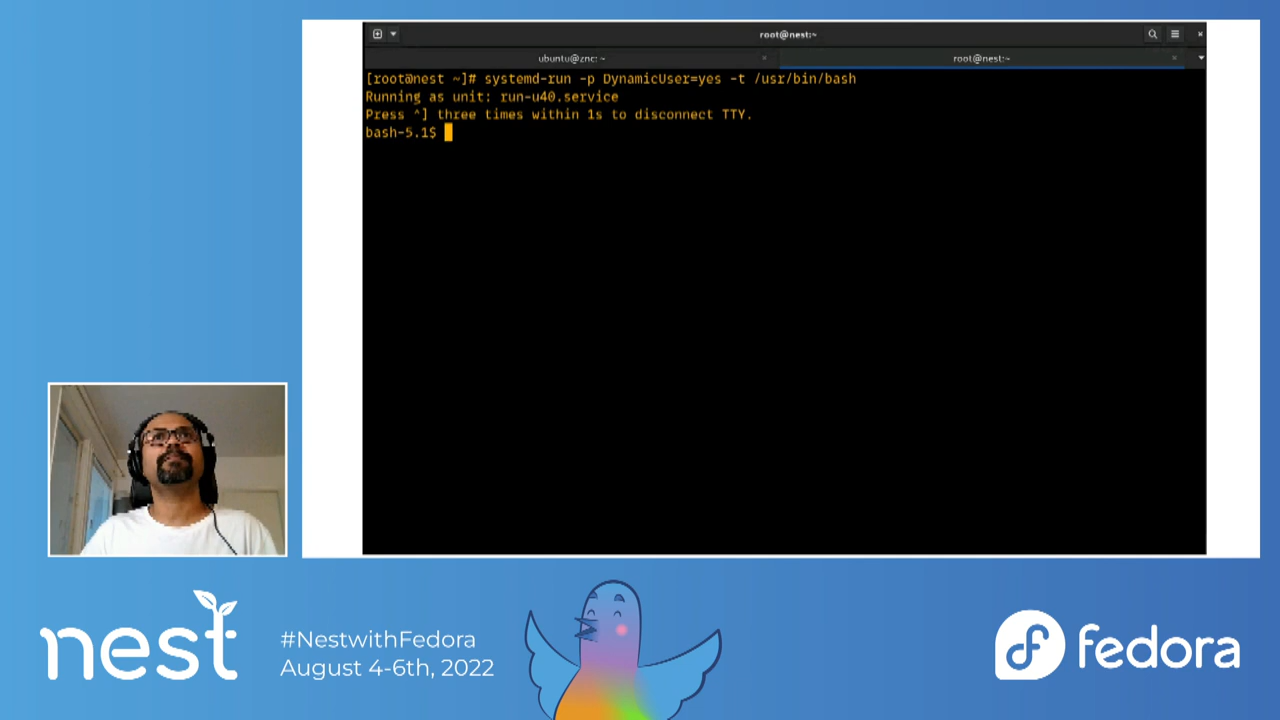 root@nest:~
ubuntu@znc: ~
root@nest:~
[root@nest ~]# systemd-run -p DynamicUser=yes -t /usr/bin/bash
Running as unit: run-u40.service
Press ^] three times within 1s to disconnect TTY.
bash-5.1$
nest
#NestwithFedora
August 4-6th, 2022
fedora